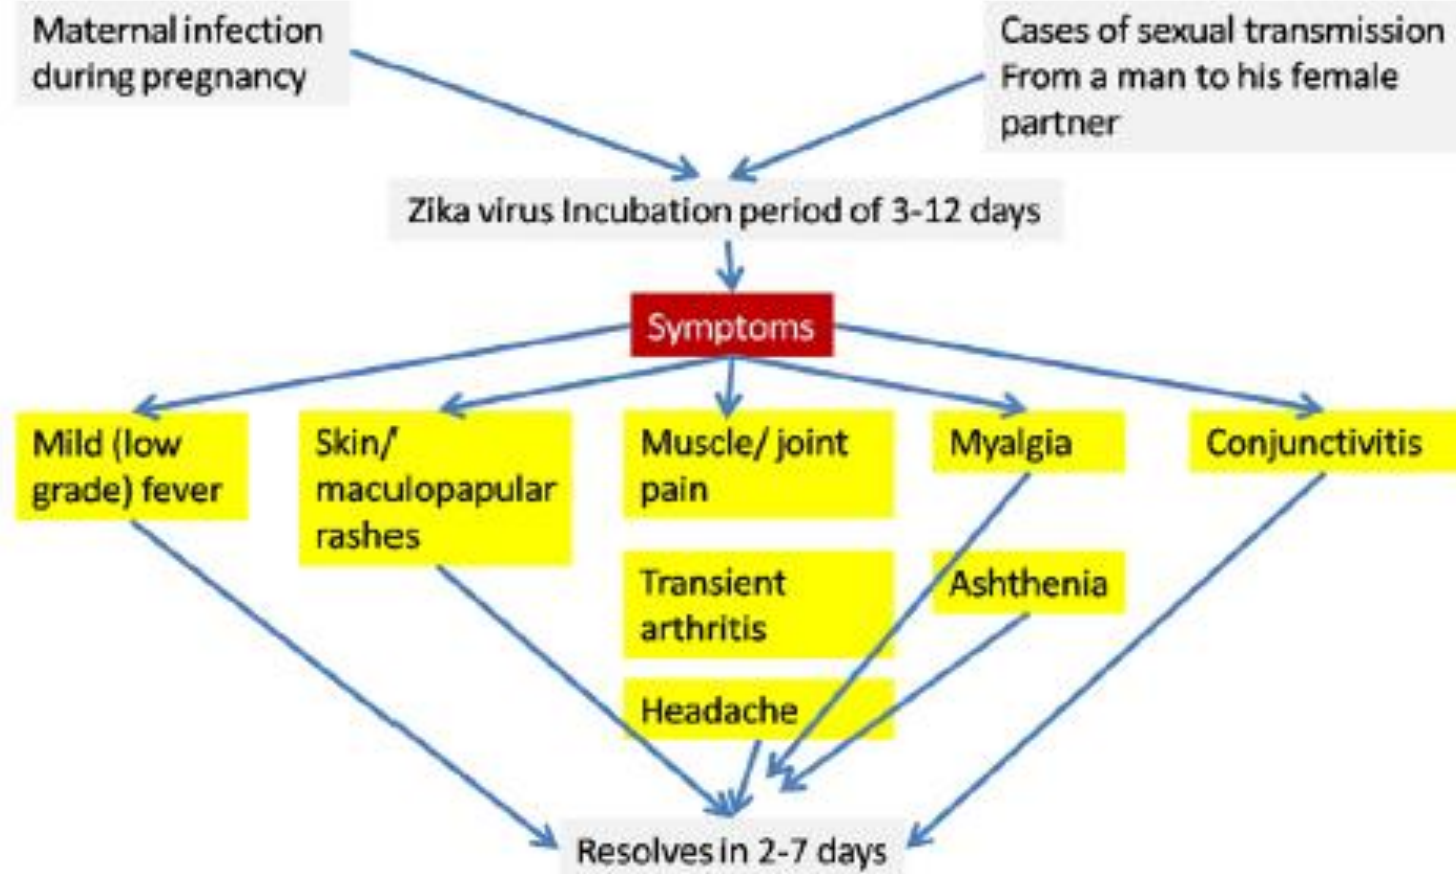 Maternal infection
during pregnancy
Cases of sexual transmission
From a man to his female
partner
Zika virus Incubation period of 3-12 days
Symptoms
Mild (low
grade) fever
Skin/
maculopapular
rashes
Muscle/ joint
pain
Myalgia
Conjunctivitis
Transient
arthritis
Ashthenia
Headache
Resolves in 2-7 days